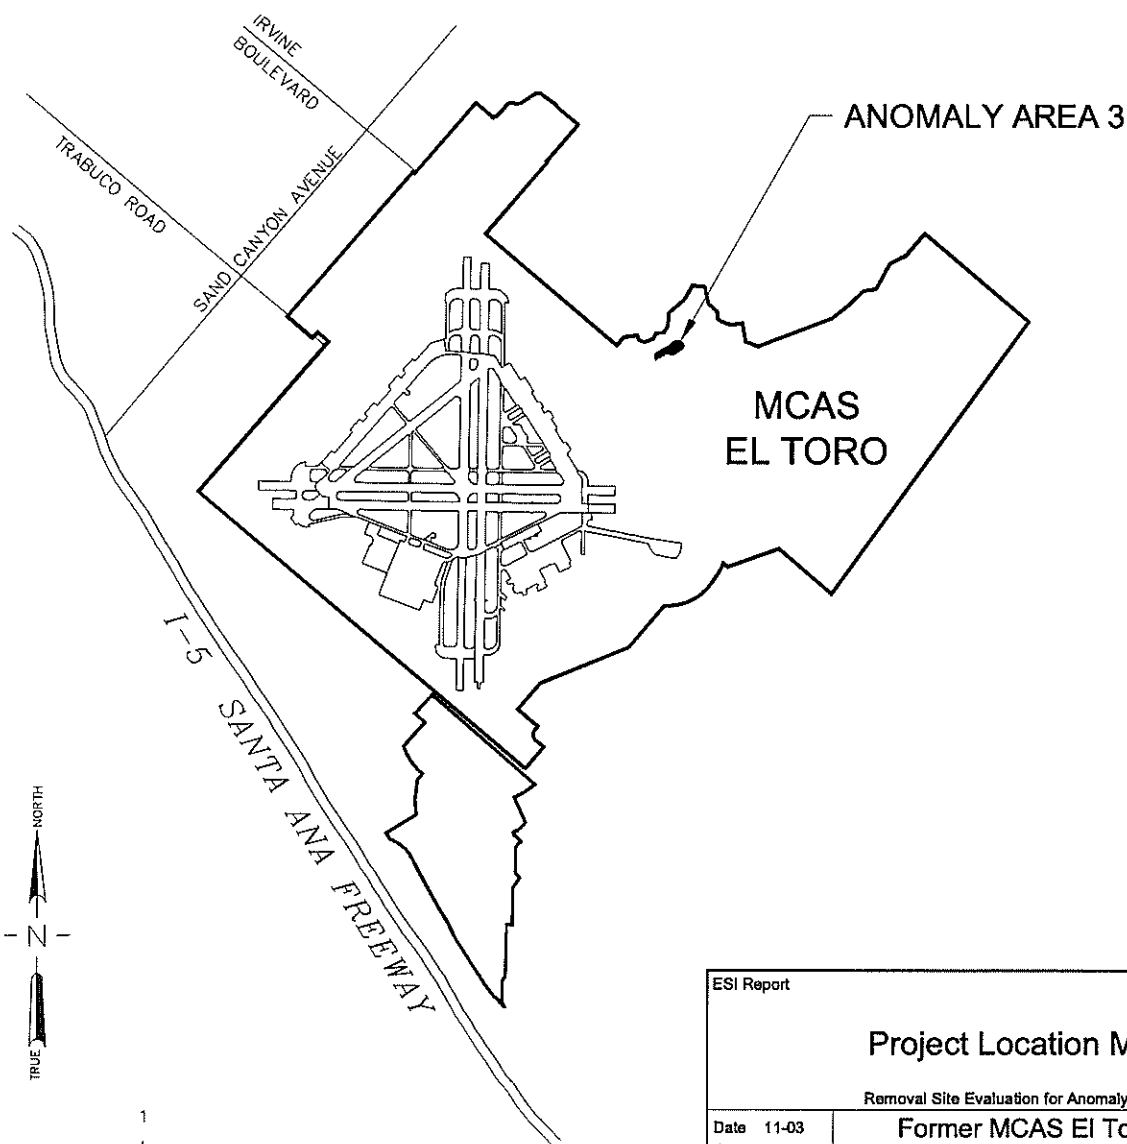 IRVINE
BOULEVARD
ANOMALY AREA 3
TRABUCO ROAD
SAND CANYON AVENUE
MCAS
EL TORO
I-5 SANTA ANA FREEWAY
NORTH
- N -
TRUE
1
ESI Report
Project Location M
Removal Site Evaluation for Anomaly
Date 11-03
Former MCAS El To